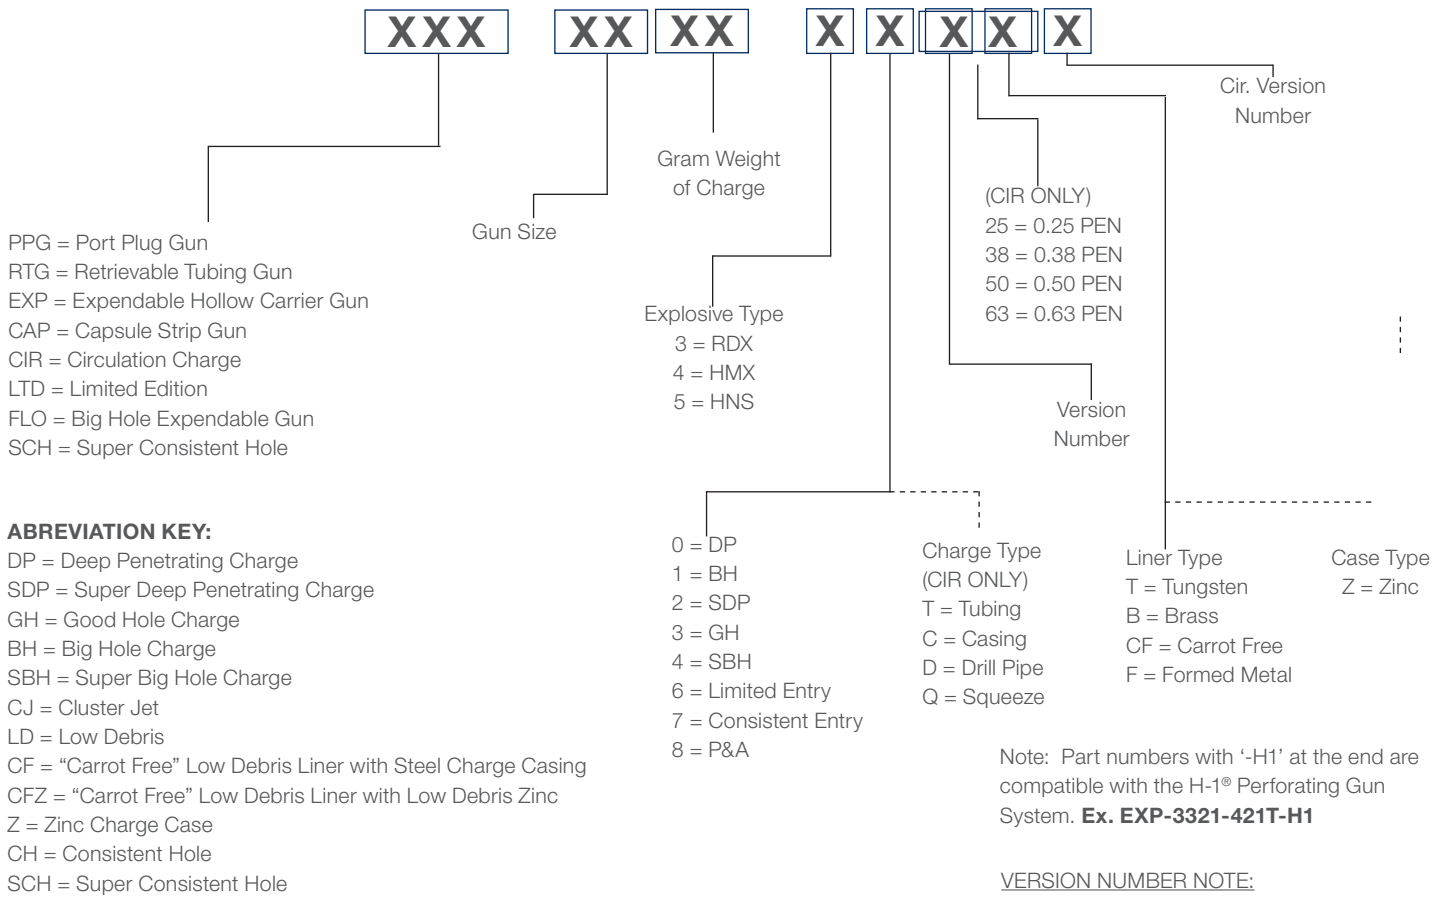 XXX XX XX X X X X X
Cir. Version
Number
Gram Weight
of Charge
Gun Size
(CIR ONLY)
25 = 0.25 PEN
38 = 0.38 PEN
50 = 0.50 PEN
63 = 0.63 PEN
PPG = Port Plug Gun
RTG = Retrievable Tubing Gun
EXP = Expendable Hollow Carrier Gun
CAP = Capsule Strip Gun
CIR = Circulation Charge
LTD = Limited Edition
FLO = Big Hole Expendable Gun
SCH = Super Consistent Hole
Explosive Type
3 = RDX
4 = HMX
5 = HNS
Version
Number
ABREVIATION KEY:
DP = Deep Penetrating Charge
SDP = Super Deep Penetrating Charge
GH = Good Hole Charge
BH = Big Hole Charge
SBH = Super Big Hole Charge
CJ = Cluster Jet
LD = Low Debris
CF = “Carrot Free” Low Debris Liner with Steel Charge Casing
CFZ = “Carrot Free” Low Debris Liner with Low Debris Zinc
Z = Zinc Charge Case
CH = Consistent Hole
SCH = Super Consistent Hole
0 = DP
1 = BH
2 = SDP
3 = GH
4 = SBH
6 = Limited Entry
7 = Consistent Entry
8 = P&A
Charge Type
(CIR ONLY)
T = Tubing
C = Casing
D = Drill Pipe
Q = Squeeze
Liner Type
T = Tungsten
B = Brass
CF = Carrot Free
F = Formed Metal
Case Type
Z = Zinc
Note: Part numbers with ‘-H1’ at the end are
compatible with the H-1® Perforating Gun
System. Ex. EXP-3321-421T-H1
VERSION NUMBER NOTE: